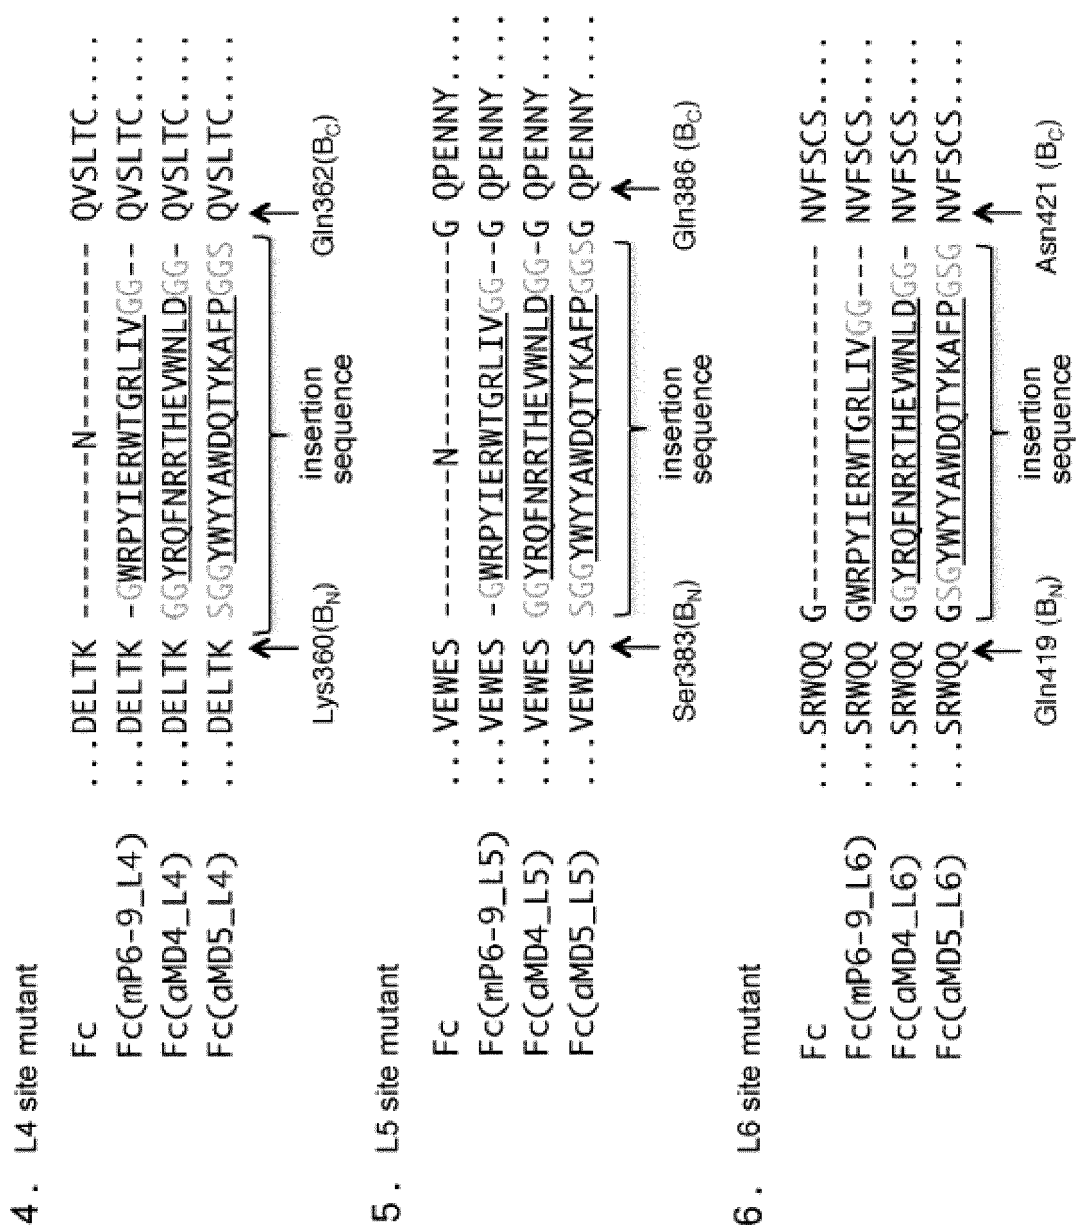 4. L4 site mutant
Fc ...DELTK ---------N---------- QVSLTC....
Fc(mP6-9_L4) ...DELTK -GWRPYIERWTGRLIVGG-- QVSLTC....
Fc(aMD4_L4) ...DELTK GGYRQFNRRTHEVWNLDGG- QVSLTC....
Fc(aMD5_L4) ...DELTK SGGYWYYAWDQTYKAFPGGS QVSLTC....
Lys360(BN) insertion sequence Gln362(BC)
5. L5 site mutant
Fc ...VEWES --------N-----------G QPENNY....
Fc(mP6-9_L5) ...VEWES -GWRPYIERWTGRLIVGG--G QPENNY....
Fc(aMD4_L5) ...VEWES GGYRQFNRRTHEVWNLDGG-G QPENNY....
Fc(aMD5_L5) ...VEWES SGGYWYYAWDQTYKAFPGGSG QPENNY....
Ser383(BN) insertion sequence Gln386 (BC)
6. L6 site mutant
Fc ...SRWQQ G------------------- NVFSCS....
Fc(mP6-9_L6) ...SRWQQ GWRPYIERWTGRLIVGG--- NVFSCS....
Fc(aMD4_L6) ...SRWQQ GGYRQFNRRTHEVWNLDGG- NVFSCS....
Fc(aMD5_L6) ...SRWQQ GSGYWYYAWDQTYKAFPGSG NVFSCS....
Gln419 (BN) insertion sequence Asn421 (BC)